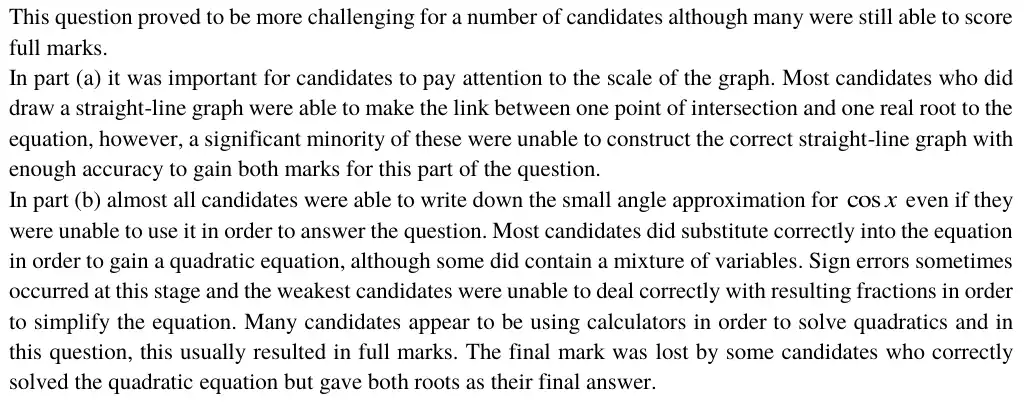 This question proved to be more challenging for a number of candidates although many were still able to score
full marks.
In part (a) it was important for candidates to pay attention to the scale of the graph. Most candidates who did
draw a straight-line graph were able to make the link between one point of intersection and one real root to the
equation, however, a significant minority of these were unable to construct the correct straight-line graph with
enough accuracy to gain both marks for this part of the question.
In part (b) almost all candidates were able to write down the small angle approximation for cos x even if they
were unable to use it in order to answer the question. Most candidates did substitute correctly into the equation
in order to gain a quadratic equation, although some did contain a mixture of variables. Sign errors sometimes
occurred at this stage and the weakest candidates were unable to deal correctly with resulting fractions in order
to simplify the equation. Many candidates appear to be using calculators in order to solve quadratics and in
this question, this usually resulted in full marks. The final mark was lost by some candidates who correctly
solved the quadratic equation but gave both roots as their final answer.